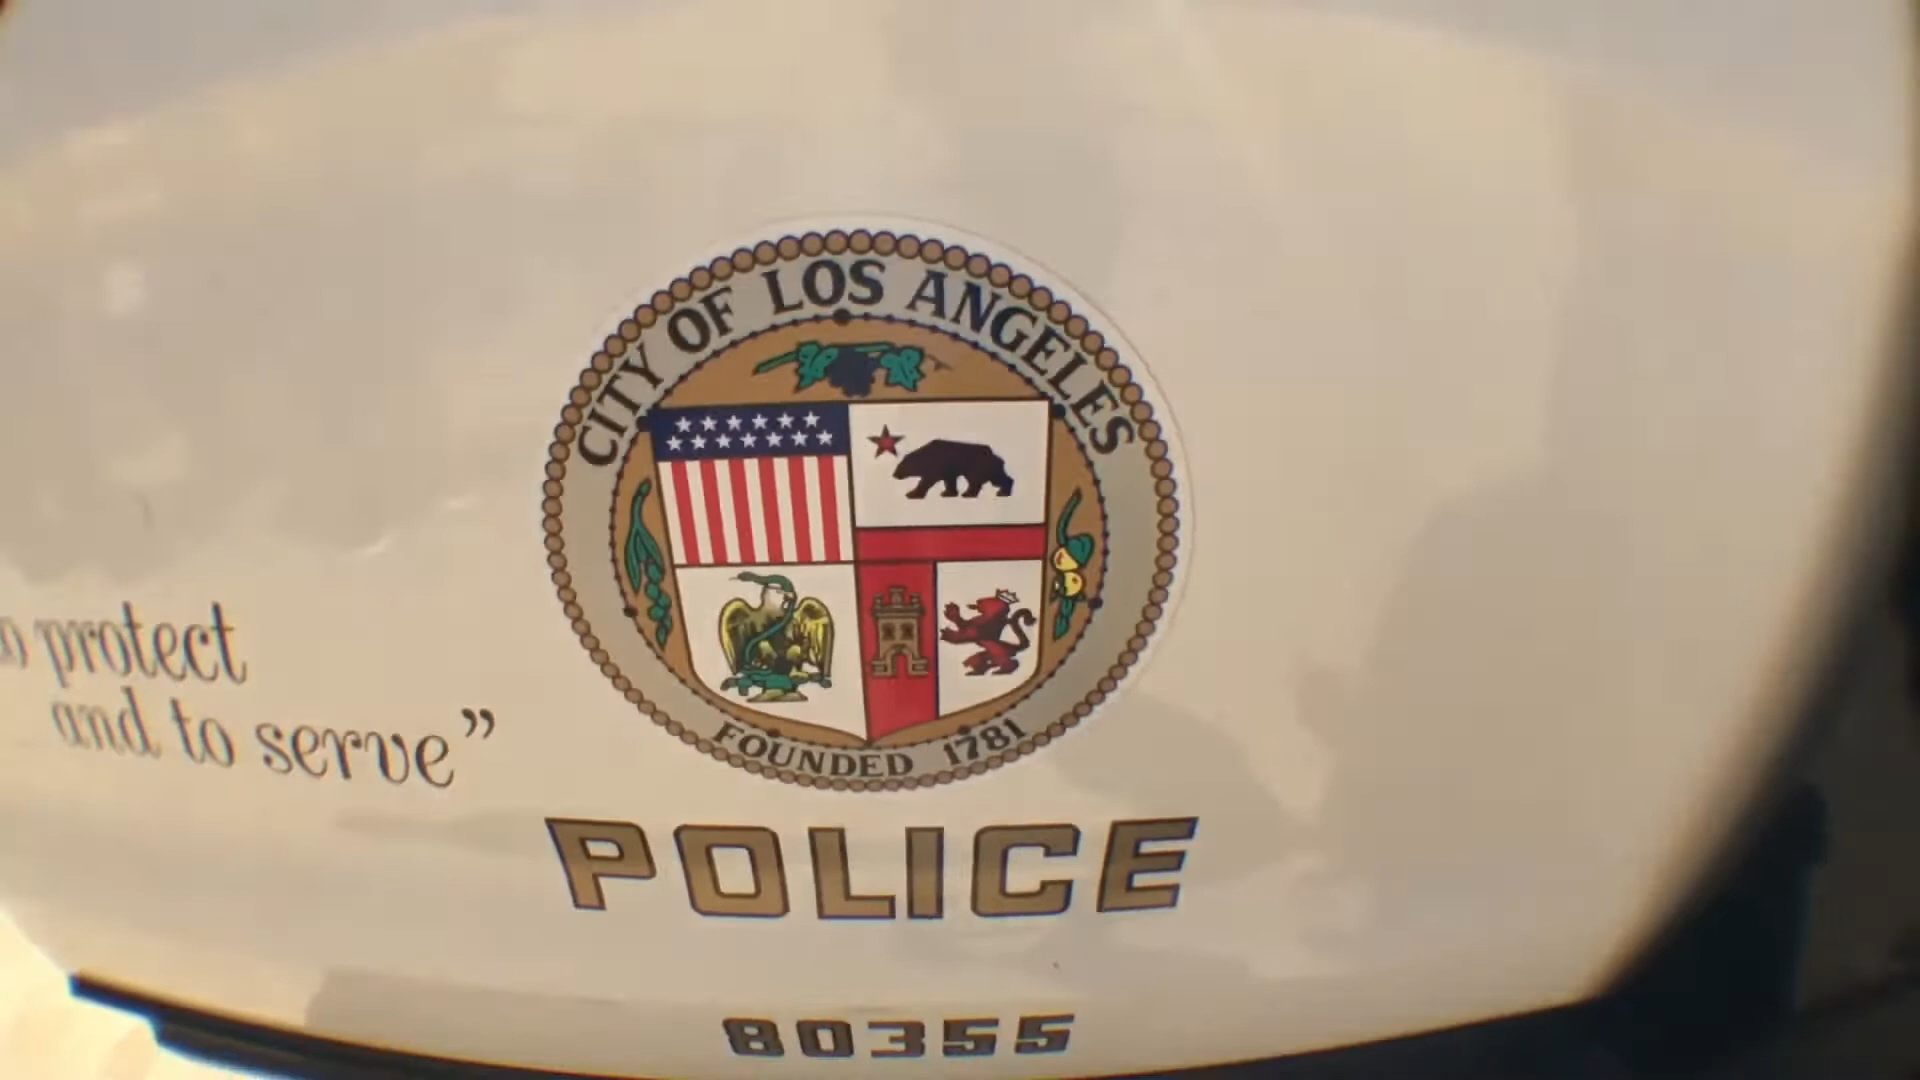 CITY OF LOS ANGELES
FOUNDED 1781
protect
and to serve”
POLICE
80355